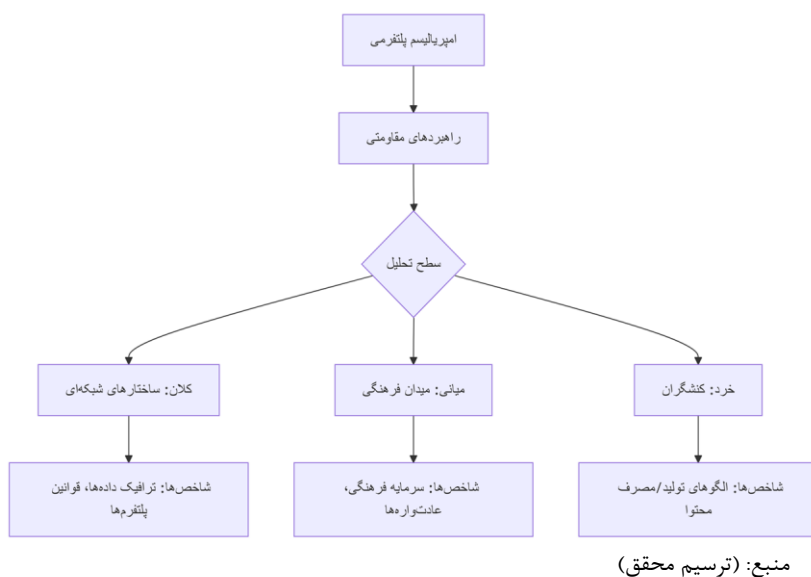 امپریالیسم پلتفرمی
راهبردهای مقاومتی
سطح تحلیل
خرد: کنشگران
میانی: میدان فرهنگی
کلان: ساختارهای شبکه‌ای
شاخص‌ها: الگوهای تولید/مصرف
محتوا
شاخص‌ها: سرمایه فرهنگی،
عادت‌واره‌ها
شاخص‌ها: ترافیک داده‌ها، قوانین
پلتفرم‌ها
منبع: (ترسیم محقق)